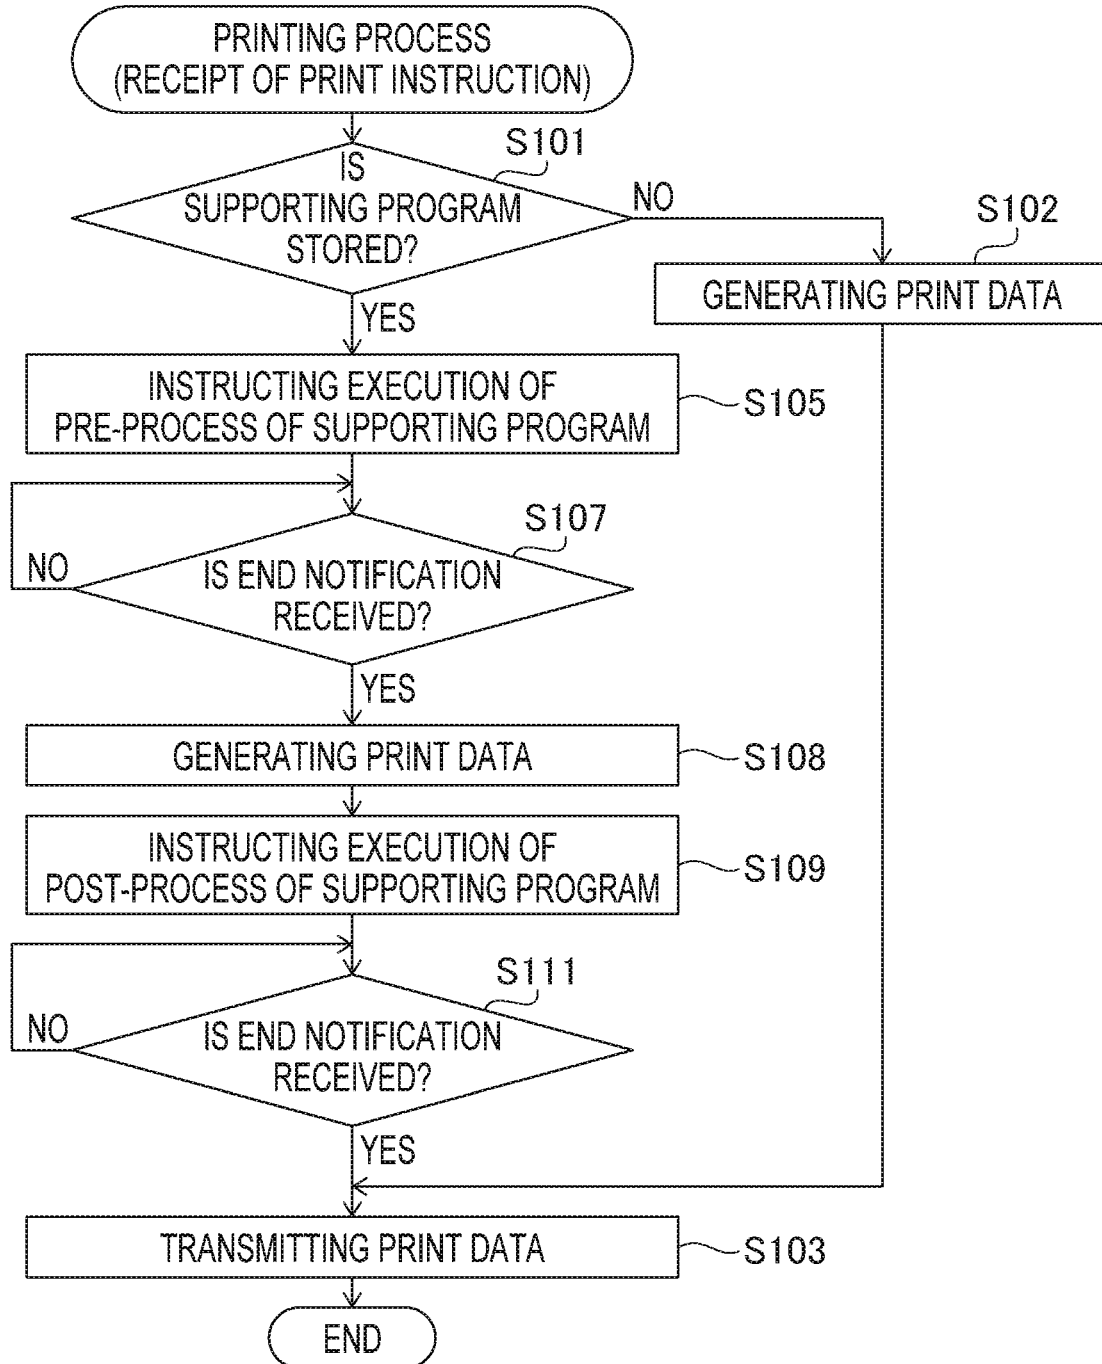 PRINTING PROCESS
(RECEIPT OF PRINT INSTRUCTION)
S101
IS
SUPPORTING PROGRAM
STORED?
NO
S102
GENERATING PRINT DATA
YES
INSTRUCTING EXECUTION OF
PRE-PROCESS OF SUPPORTING PROGRAM
S105
S107
NO
IS END NOTIFICATION
RECEIVED?
YES
GENERATING PRINT DATA
S108
INSTRUCTING EXECUTION OF
POST-PROCESS OF SUPPORTING PROGRAM
S109
S111
NO
IS END NOTIFICATION
RECEIVED?
YES
TRANSMITTING PRINT DATA
S103
END